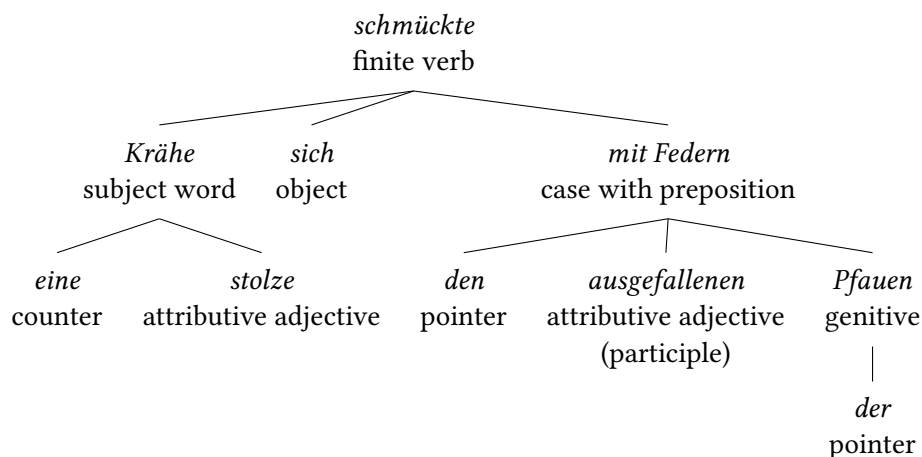 schmückte
finite verb
Krähe sich mit Federn
subject word object case with preposition
eine stolze den ausgefallenen Pfauen
counter attributive adjective pointer attributive adjective genitive
(participle)
der
pointer